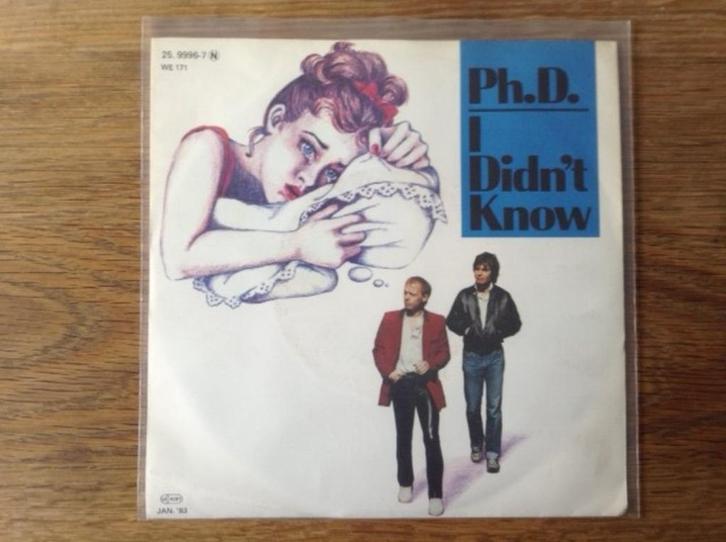 25. 9996-7 N
WE 171
Ph.D.
I
Didn't
Know
JAN. '83